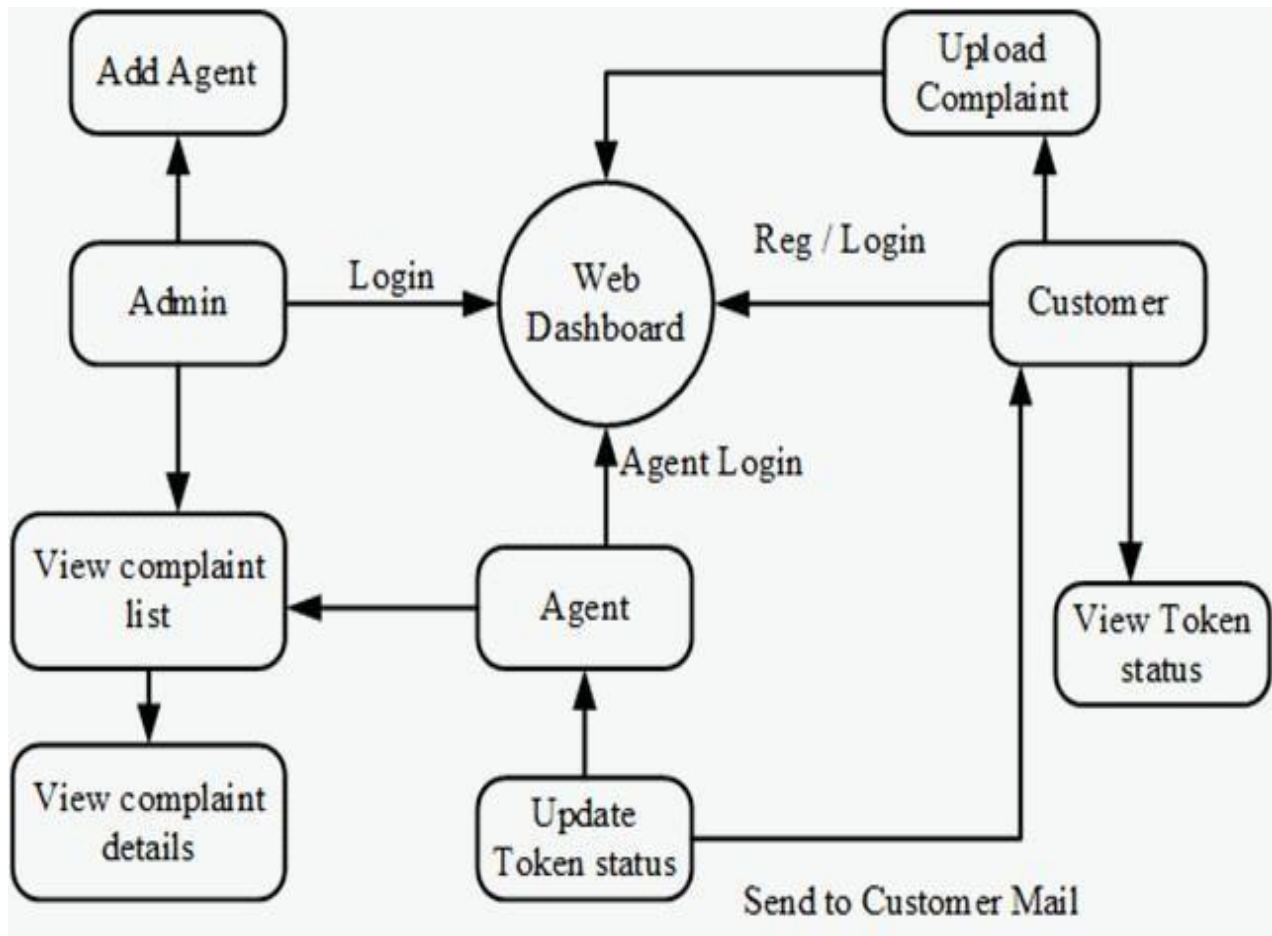 Add Agent
Upload
Complaint
Reg / Login
Login
Web
Dashboard
Admin
Customer
Agent Login
View complaint
list
Agent
View Token
status
View complaint
details
Update
Token status
Send to Customer Mail